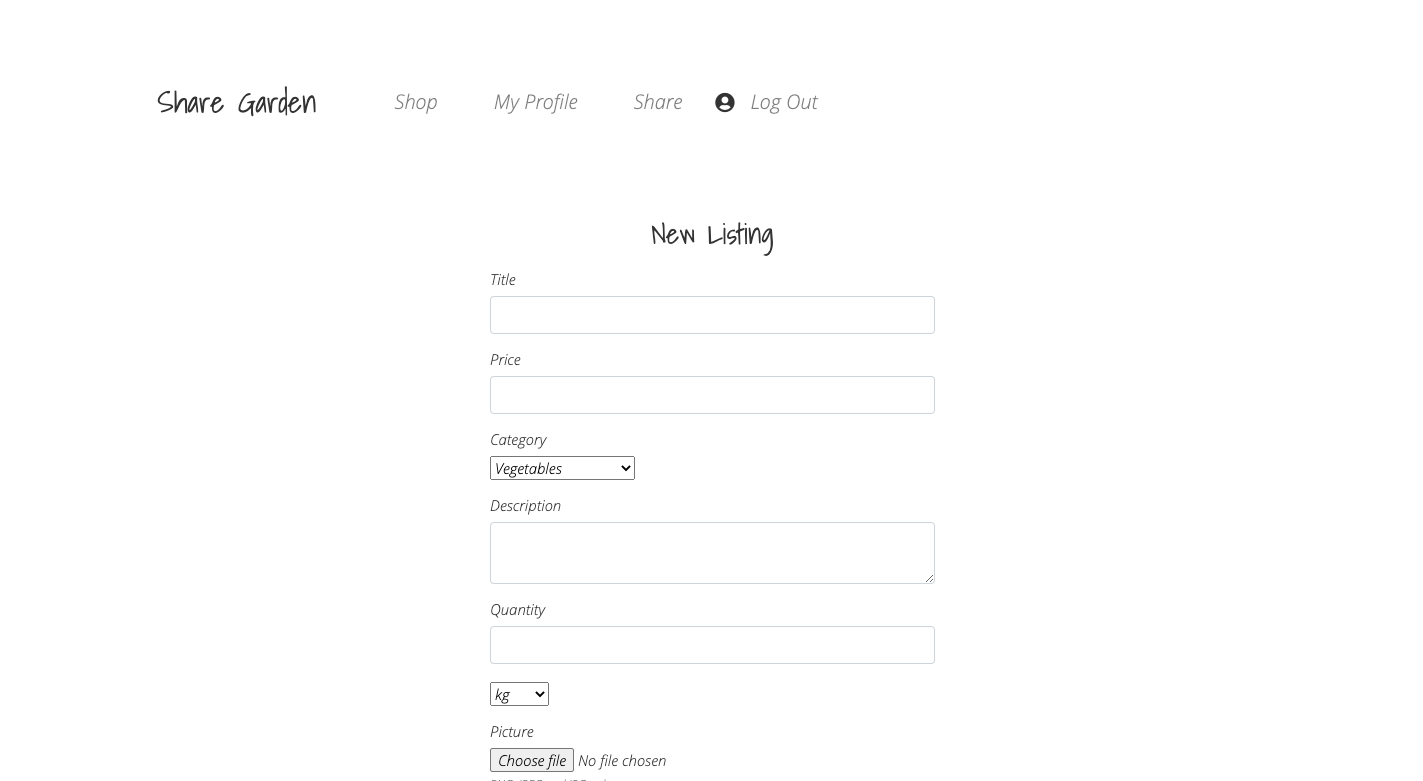 Share Garden Shop My Profile Share Log Out
New Listing
Title
Price
Category
Vegetables
Description
Quantity
kg
Picture
Choose file No file chosen